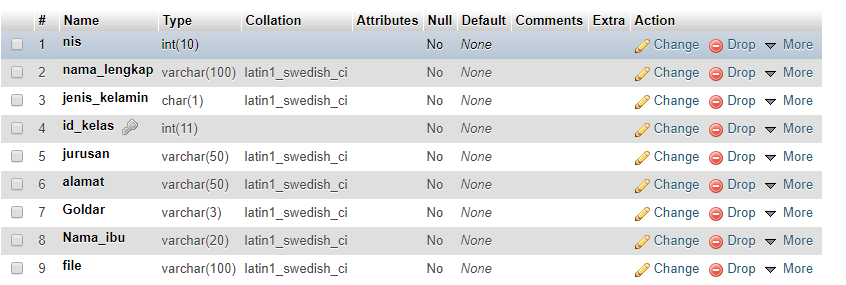 # Name Type Collation Attributes Null Default Comments Extra Action
1 nis int(10) No None Change Drop More
2 nama_lengkap varchar(100) latin1_swedish_ci No None Change Drop More
3 jenis_kelamin char(1) latin1_swedish_ci No None Change Drop More
4 id_kelas int(11) No None Change Drop More
5 jurusan varchar(50) latin1_swedish_ci No None Change Drop More
6 alamat varchar(50) latin1_swedish_ci No None Change Drop More
7 Goldar varchar(3) latin1_swedish_ci No None Change Drop More
8 Nama_ibu varchar(20) latin1_swedish_ci No None Change Drop More
9 file varchar(100) latin1_swedish_ci No None Change Drop More